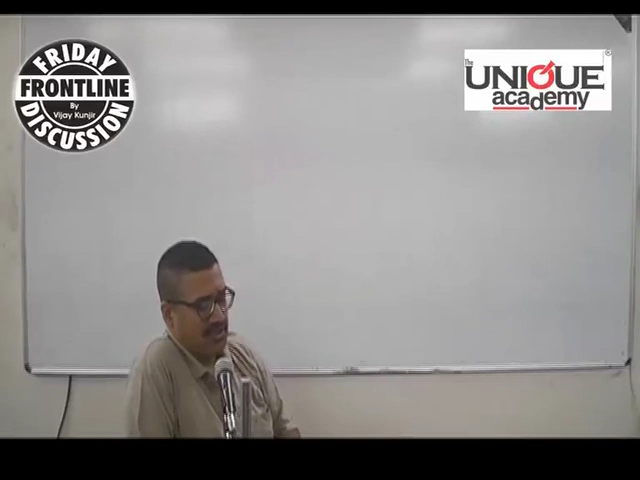 FRIDAY
FRONTLINE
By
Vijay Kunjir
DISCUSSION
The
UNIQUE
academy
®